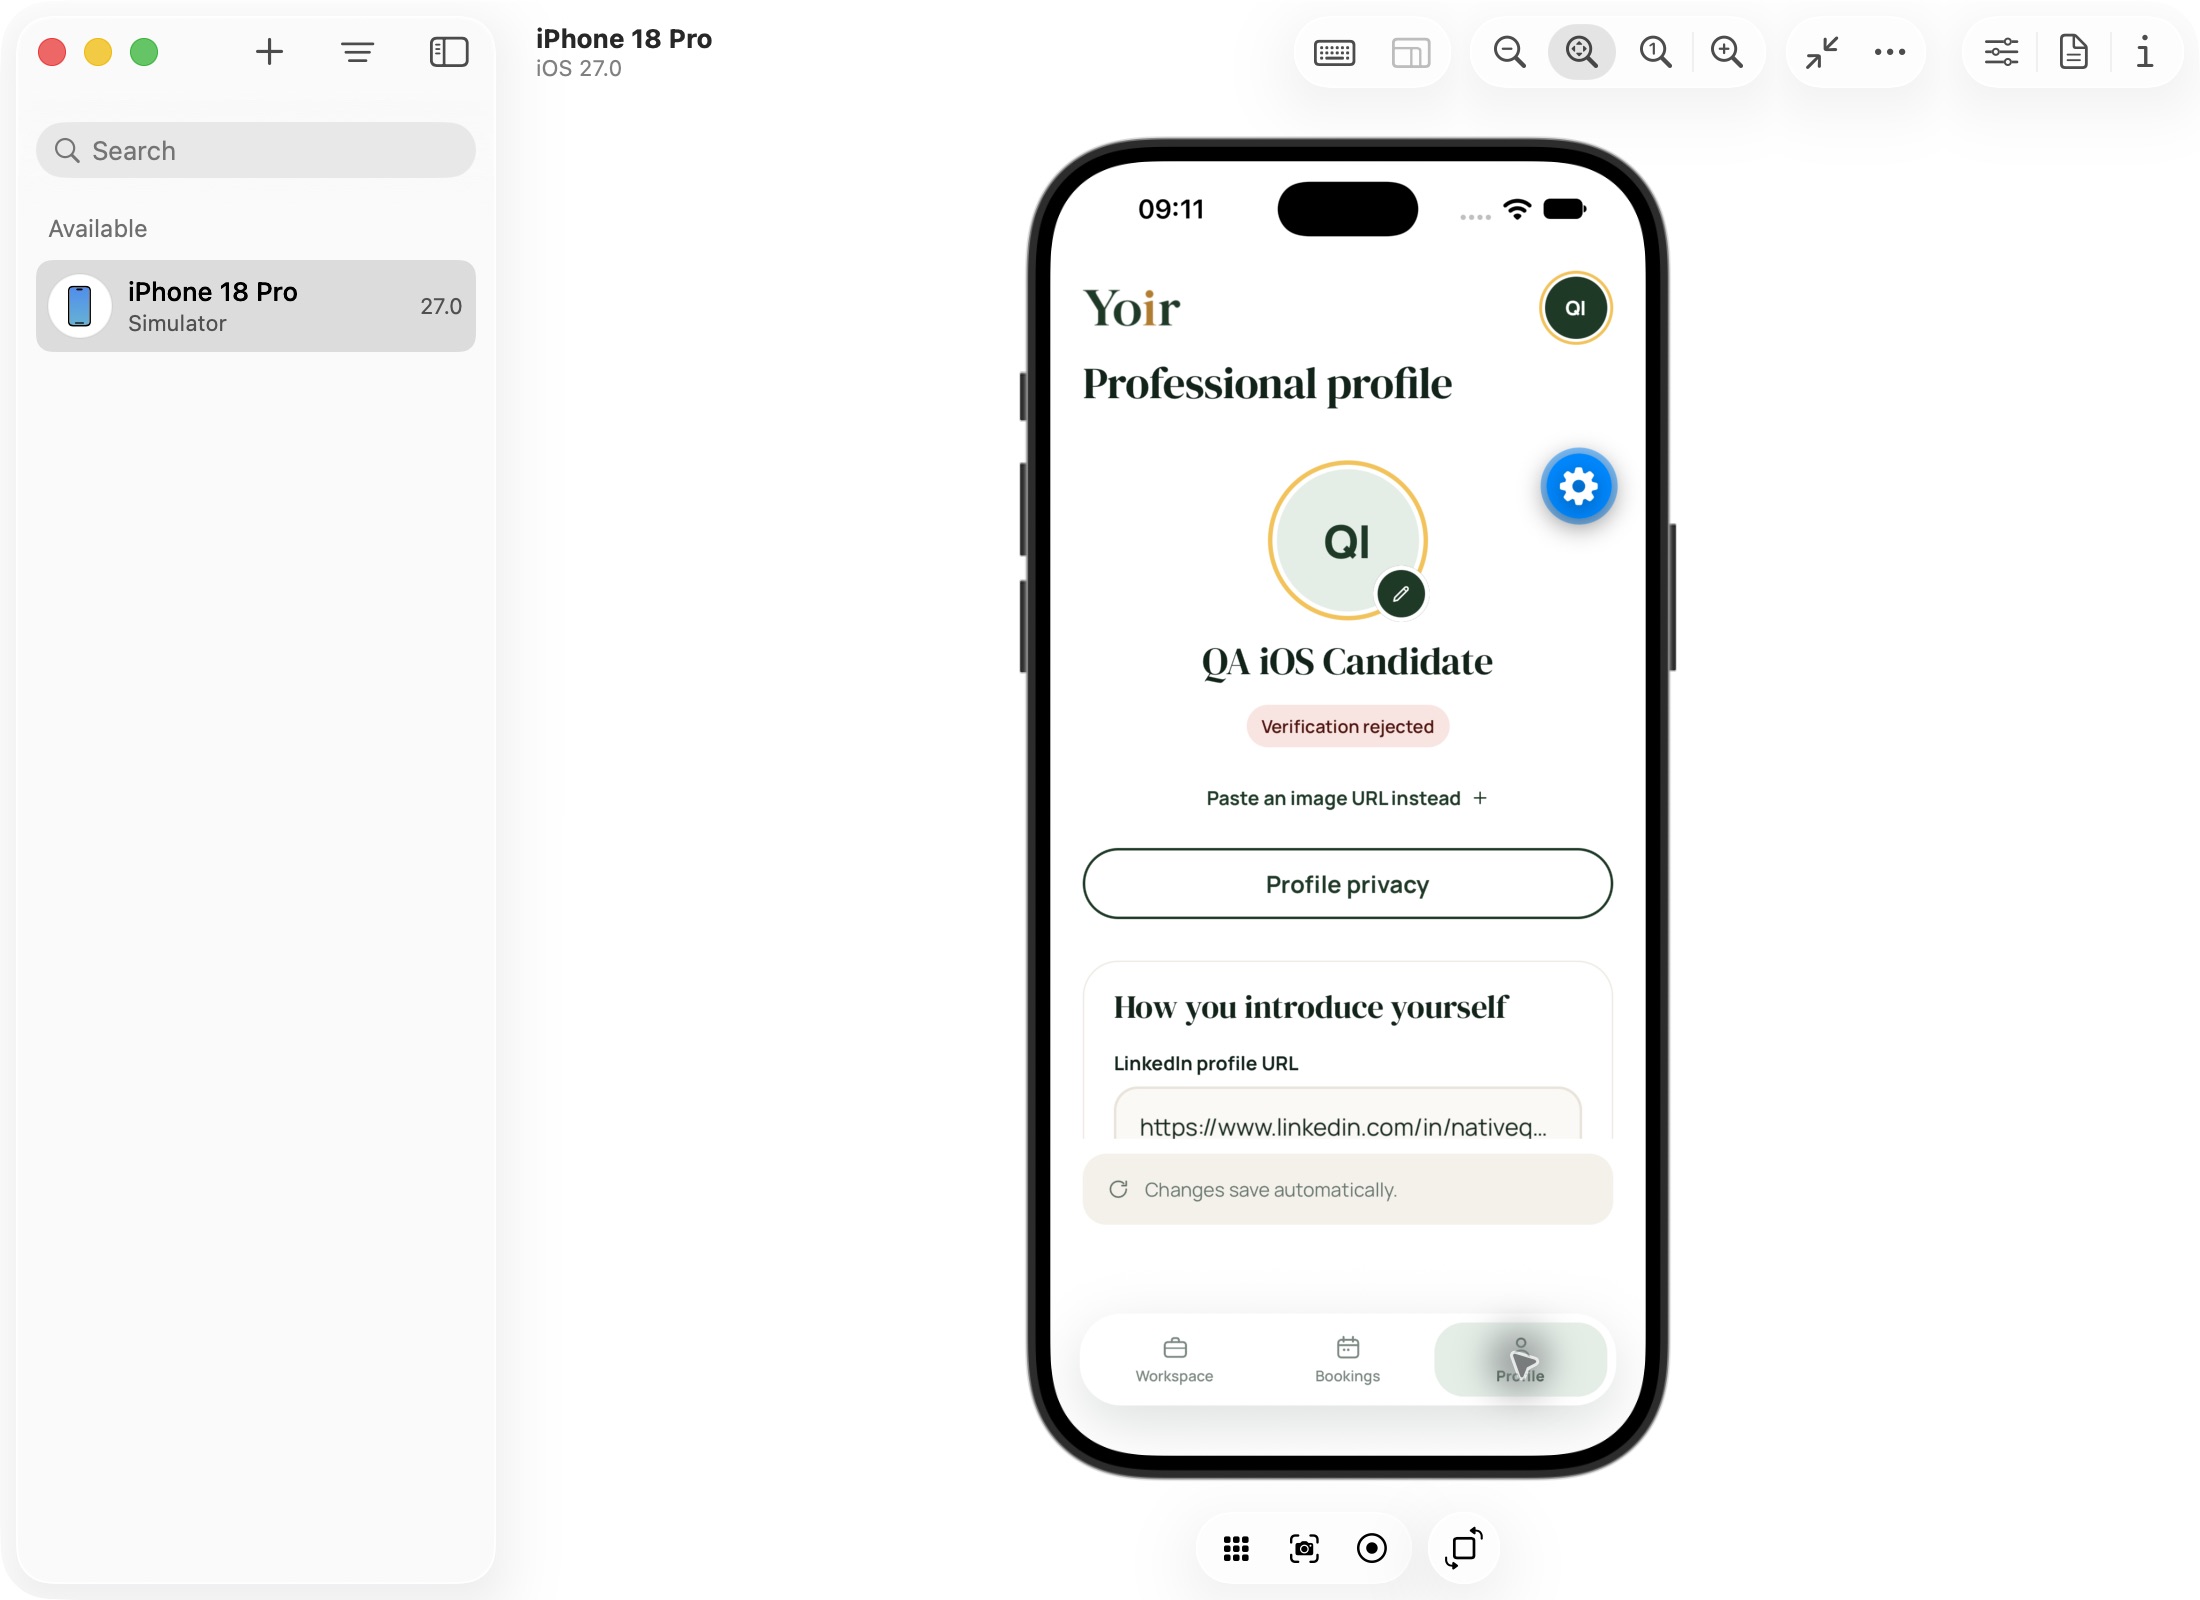 iPhone 18 Pro
iOS 27.0
Search
Available
iPhone 18 Pro
Simulator
27.0
1
09:11
Yoir
QI
Professional profile
QI
QA iOS Candidate
Verification rejected
Paste an image URL instead +
Profile privacy
How you introduce yourself
LinkedIn profile URL
https://www.linkedin.com/in/nativeq...
Changes save automatically.
Workspace
Bookings
Profile